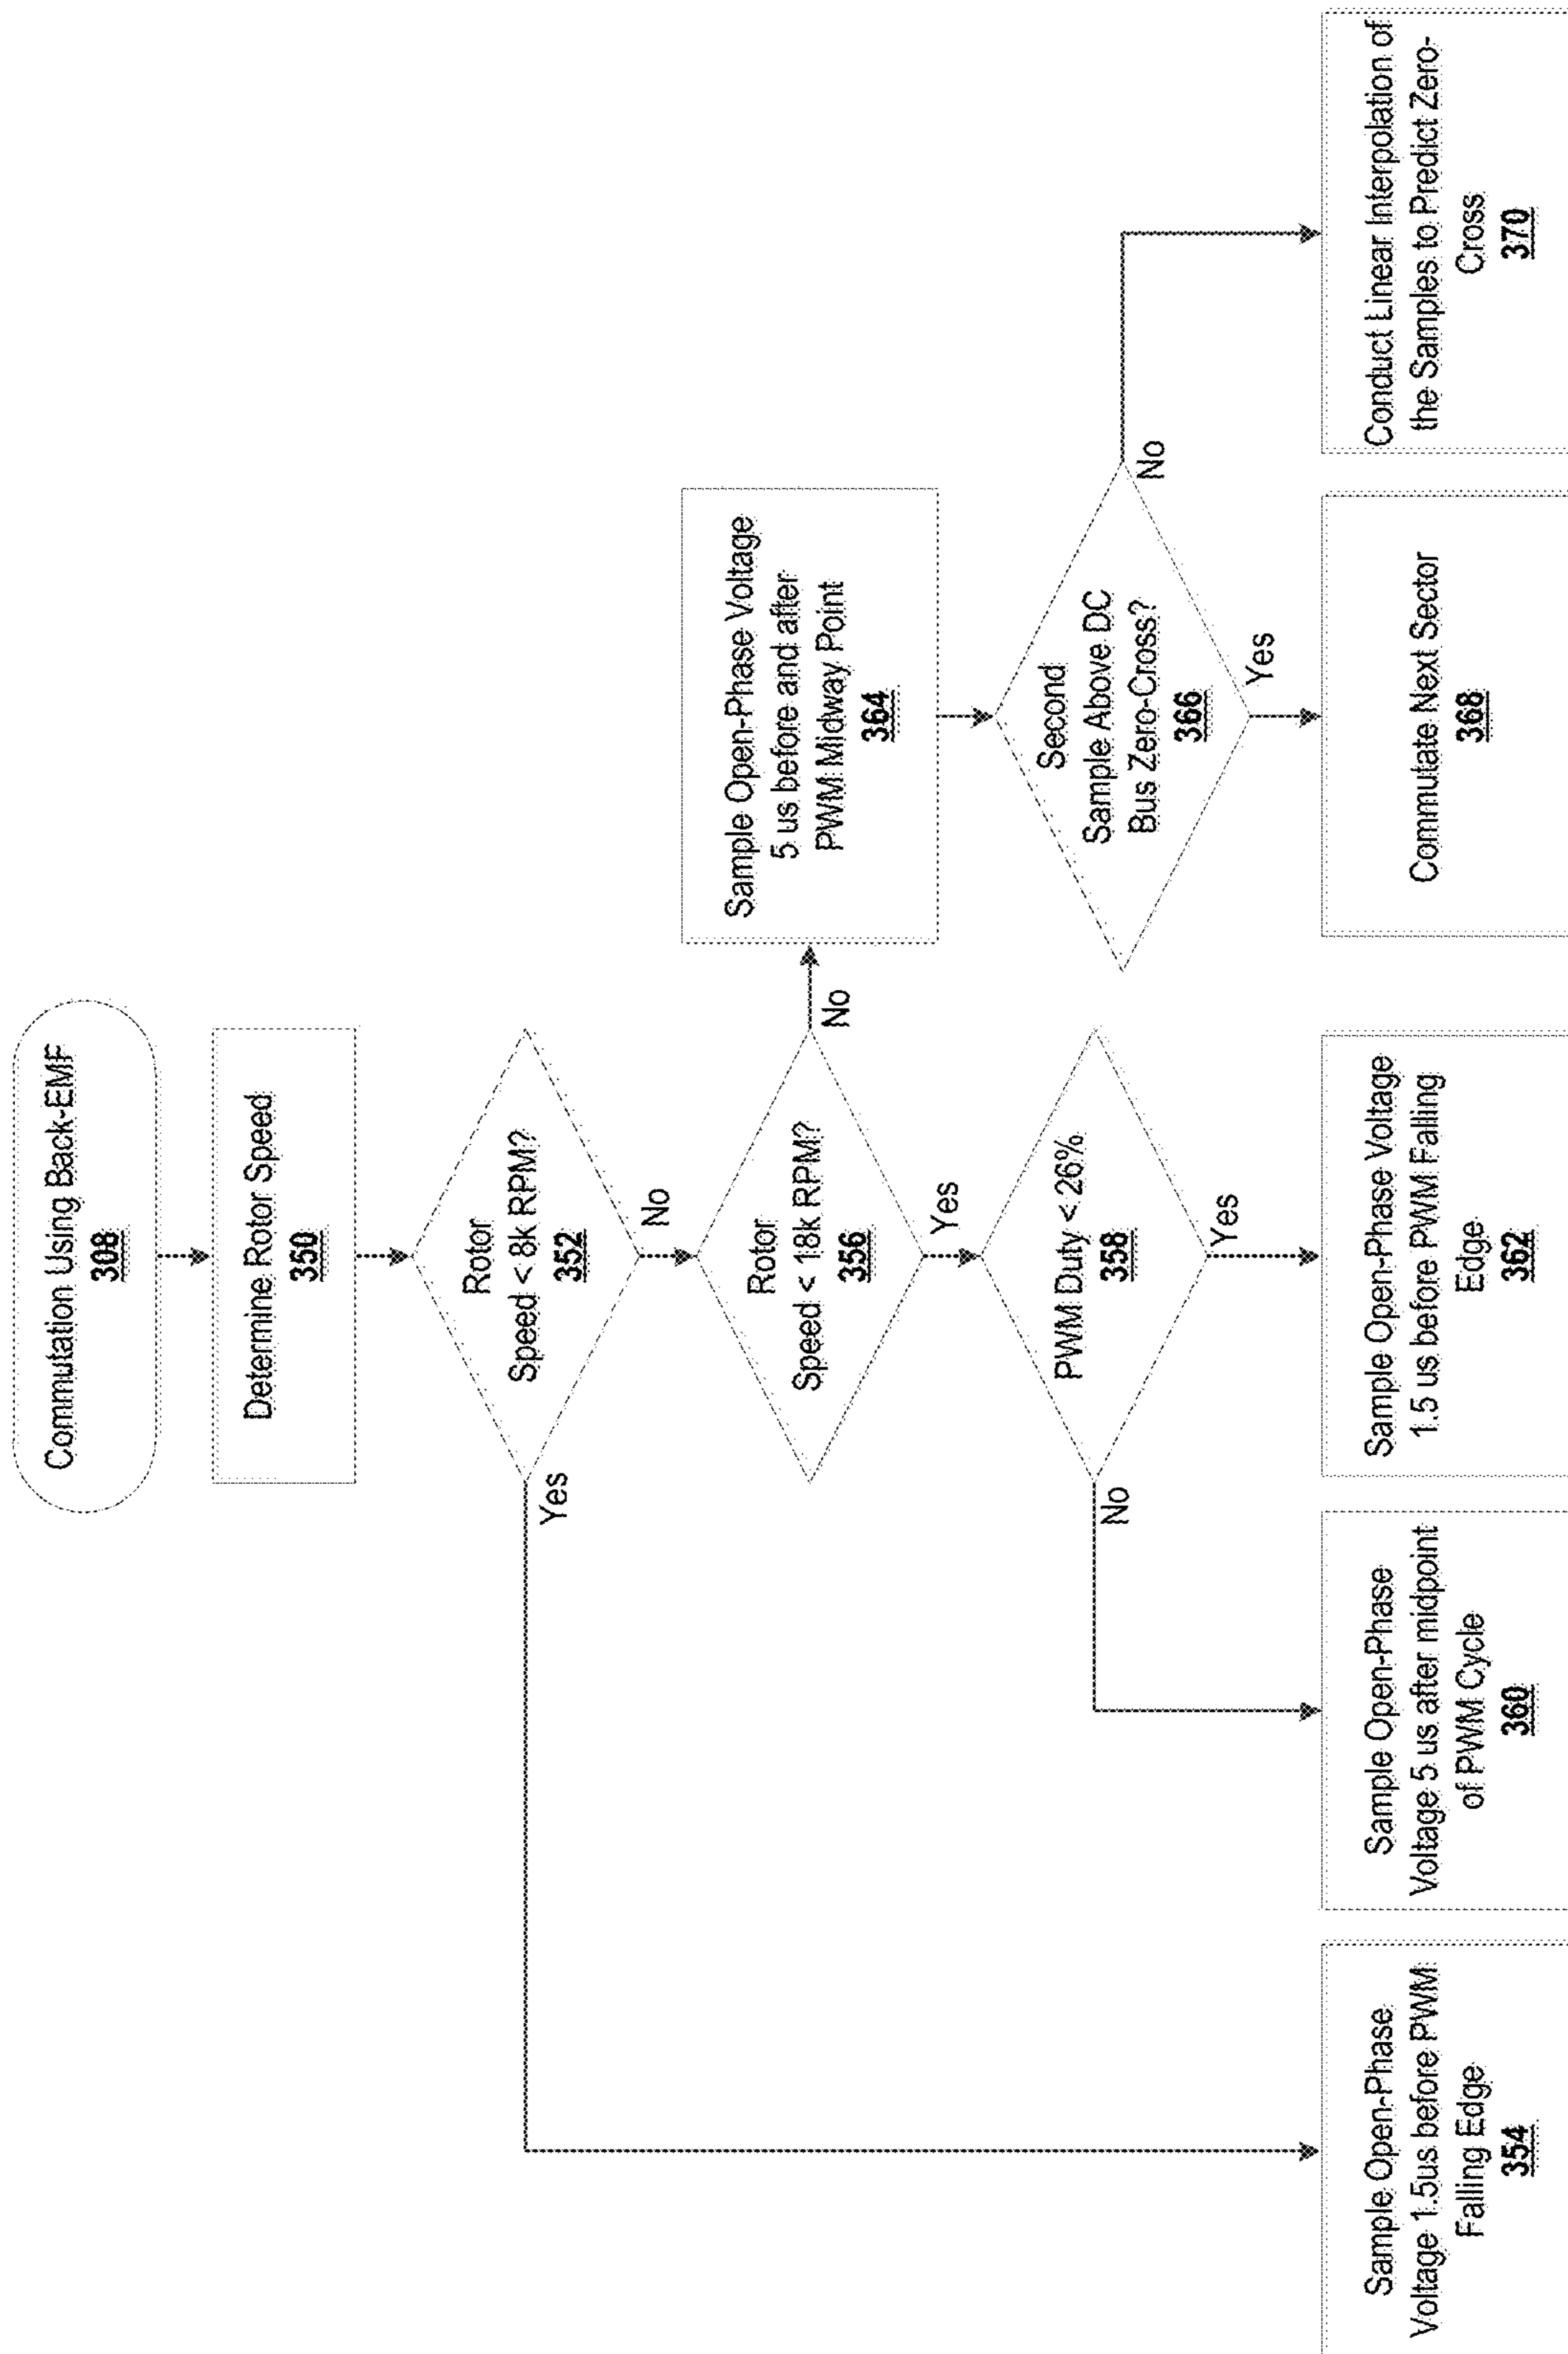 Commutation Using Back-EMF
308
Determine Rotor Speed
350
Rotor
Speed < 8k RPM?
352
Yes
No
Rotor
Speed < 18k RPM?
356
No
Yes
Sample Open-Phase Voltage
5 us before and after
PWM Midway Point
364
PWM Duty < 26%
358
No
Yes
Second
Sample Above DC
Bus Zero-Cross?
366
No
Yes
Sample Open-Phase
Voltage 1.5us before PWM
Falling Edge
354
Sample Open-Phase
Voltage 5 us after midpoint
of PWM Cycle
360
Sample Open-Phase Voltage
1.5 us before PWM Falling
Edge
362
Commutate Next Sector
368
Conduct Linear Interpolation of
the Samples to Predict Zero-
Cross
370